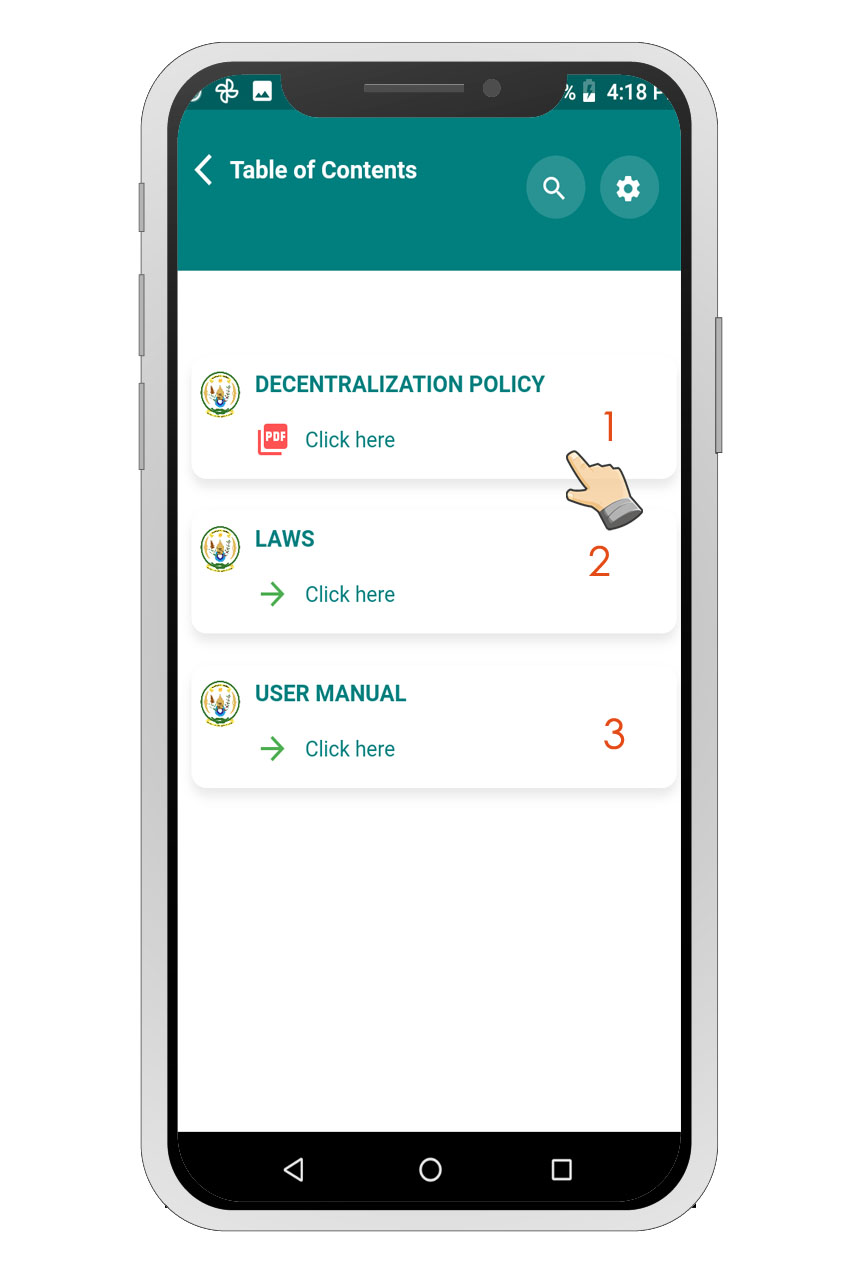 % 4:18 P
Table of Contents
DECENTRALIZATION POLICY
1
PDF Click here
LAWS
2
Click here
USER MANUAL
3
Click here